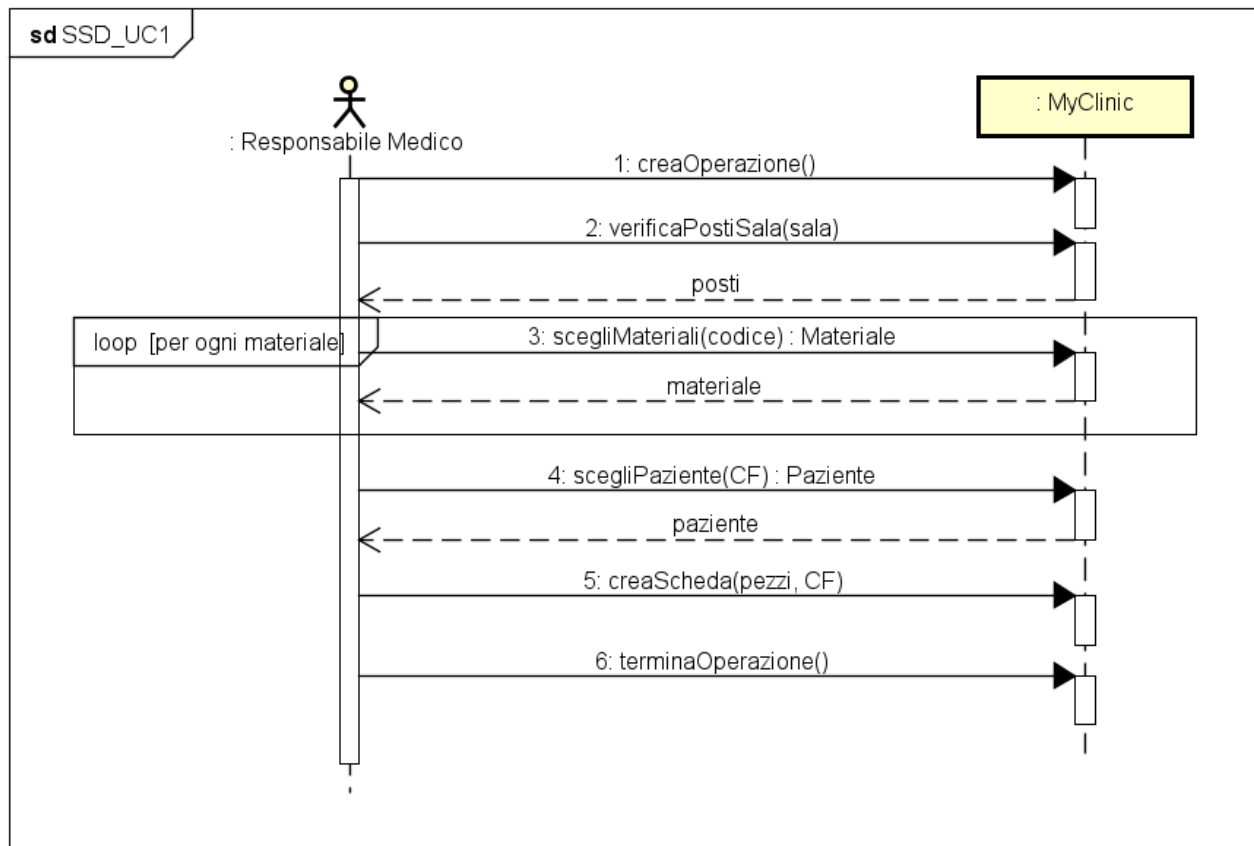 sd SSD_UC1
: Responsabile Medico
: MyClinic
1: creaOperazione()
2: verificaPostiSala(sala)
posti
loop [per ogni materiale]
3: scegliMateriali(codice) : Materiale
materiale
4: scegliPaziente(CF) : Paziente
paziente
5: creaScheda(pezzi, CF)
6: terminaOperazione()